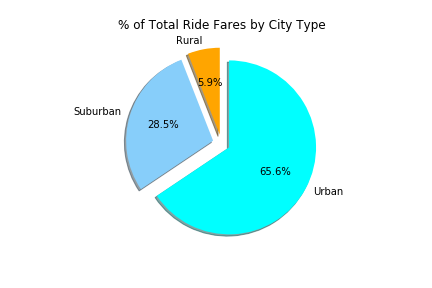 % of Total Ride Fares by City Type
Rural
5.9%
Suburban
28.5%
65.6%
Urban